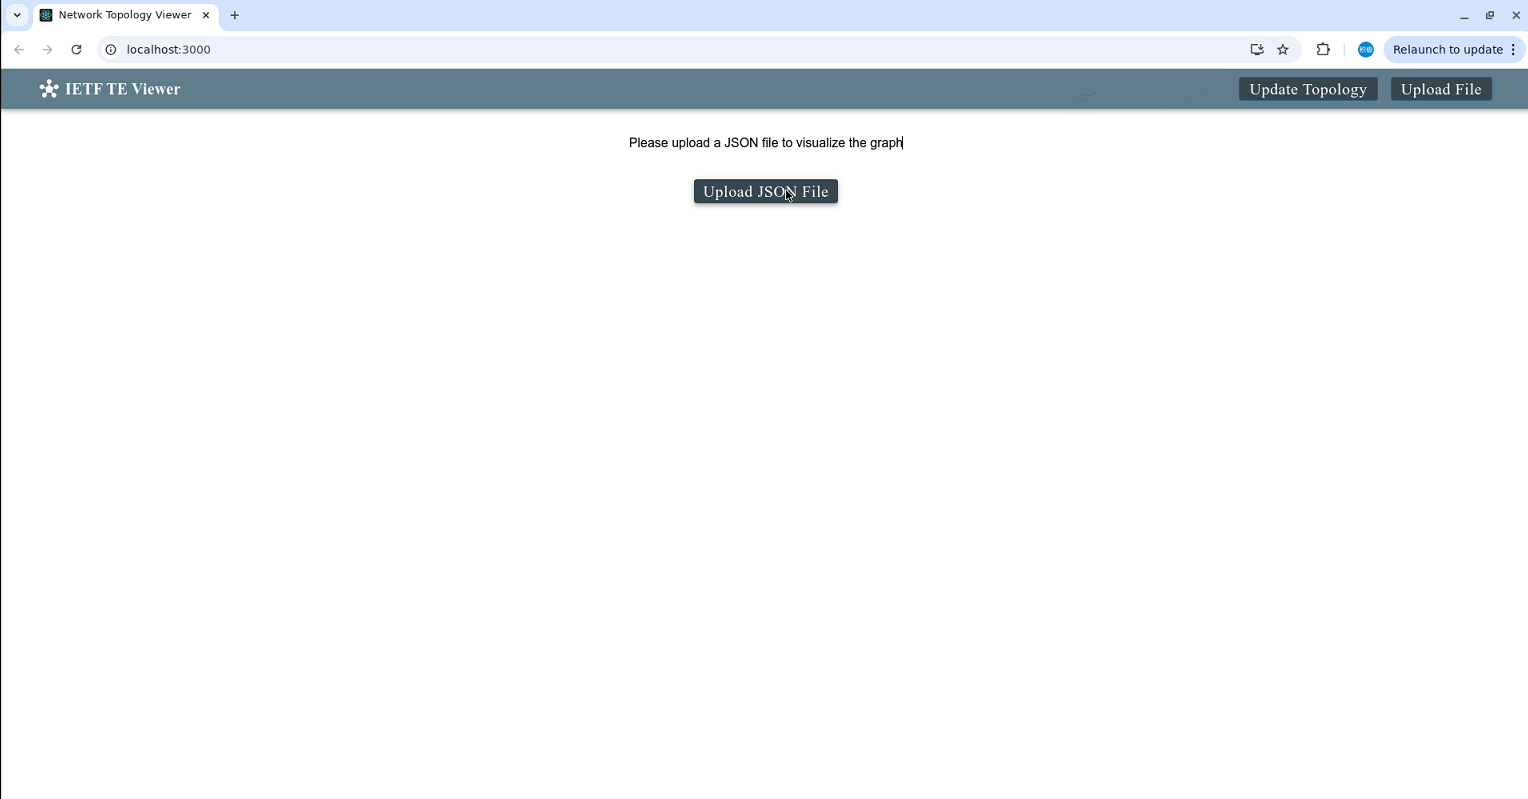 Network Topology Viewer
localhost:3000
Relaunch to update
IETF TE Viewer
Update Topology
Upload File
Please upload a JSON file to visualize the graph
Upload JSON File